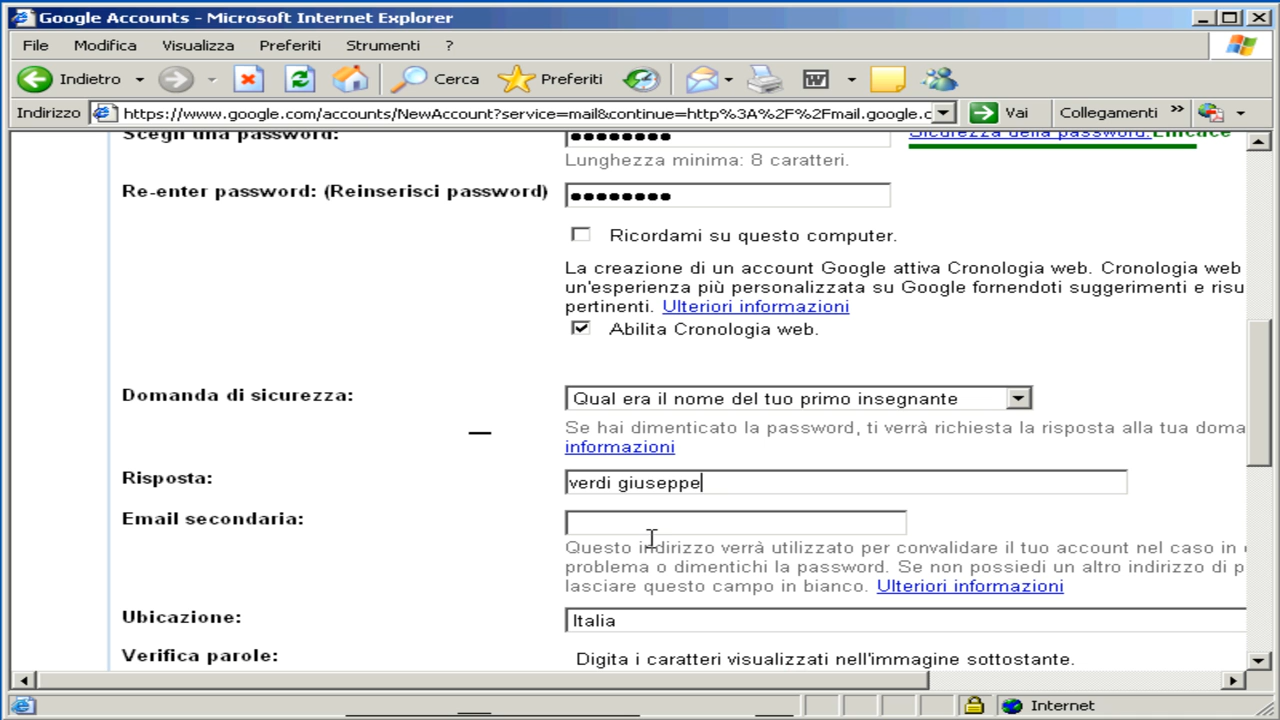 Google Accounts - Microsoft Internet Explorer
File Modifica Visualizza Preferiti Strumenti ?
Indietro Cerca Preferiti
Indirizzo https://www.google.com/accounts/NewAccount?service=mail&continue=http%3A%2F%2Fmail.google.c Vai Collegamenti »
Scegli una password: Sicurezza della password: Efficace
Lunghezza minima: 8 caratteri.
Re-enter password: (Reinserisci password)
Ricordami su questo computer.
La creazione di un account Google attiva Cronologia web. Cronologia web
un'esperienza più personalizzata su Google fornendoti suggerimenti e risu
pertinenti. Ulteriori informazioni
Abilita Cronologia web.
Domanda di sicurezza: Qual era il nome del tuo primo insegnante
Se hai dimenticato la password, ti verrà richiesta la risposta alla tua doma
informazioni
Risposta: verdi giuseppe
Email secondaria:
Questo indirizzo verrà utilizzato per convalidare il tuo account nel caso in
problema o dimentichi la password. Se non possiedi un altro indirizzo di p
lasciare questo campo in bianco. Ulteriori informazioni
Ubicazione: Italia
Verifica parole: Digita i caratteri visualizzati nell'immagine sottostante.
Internet